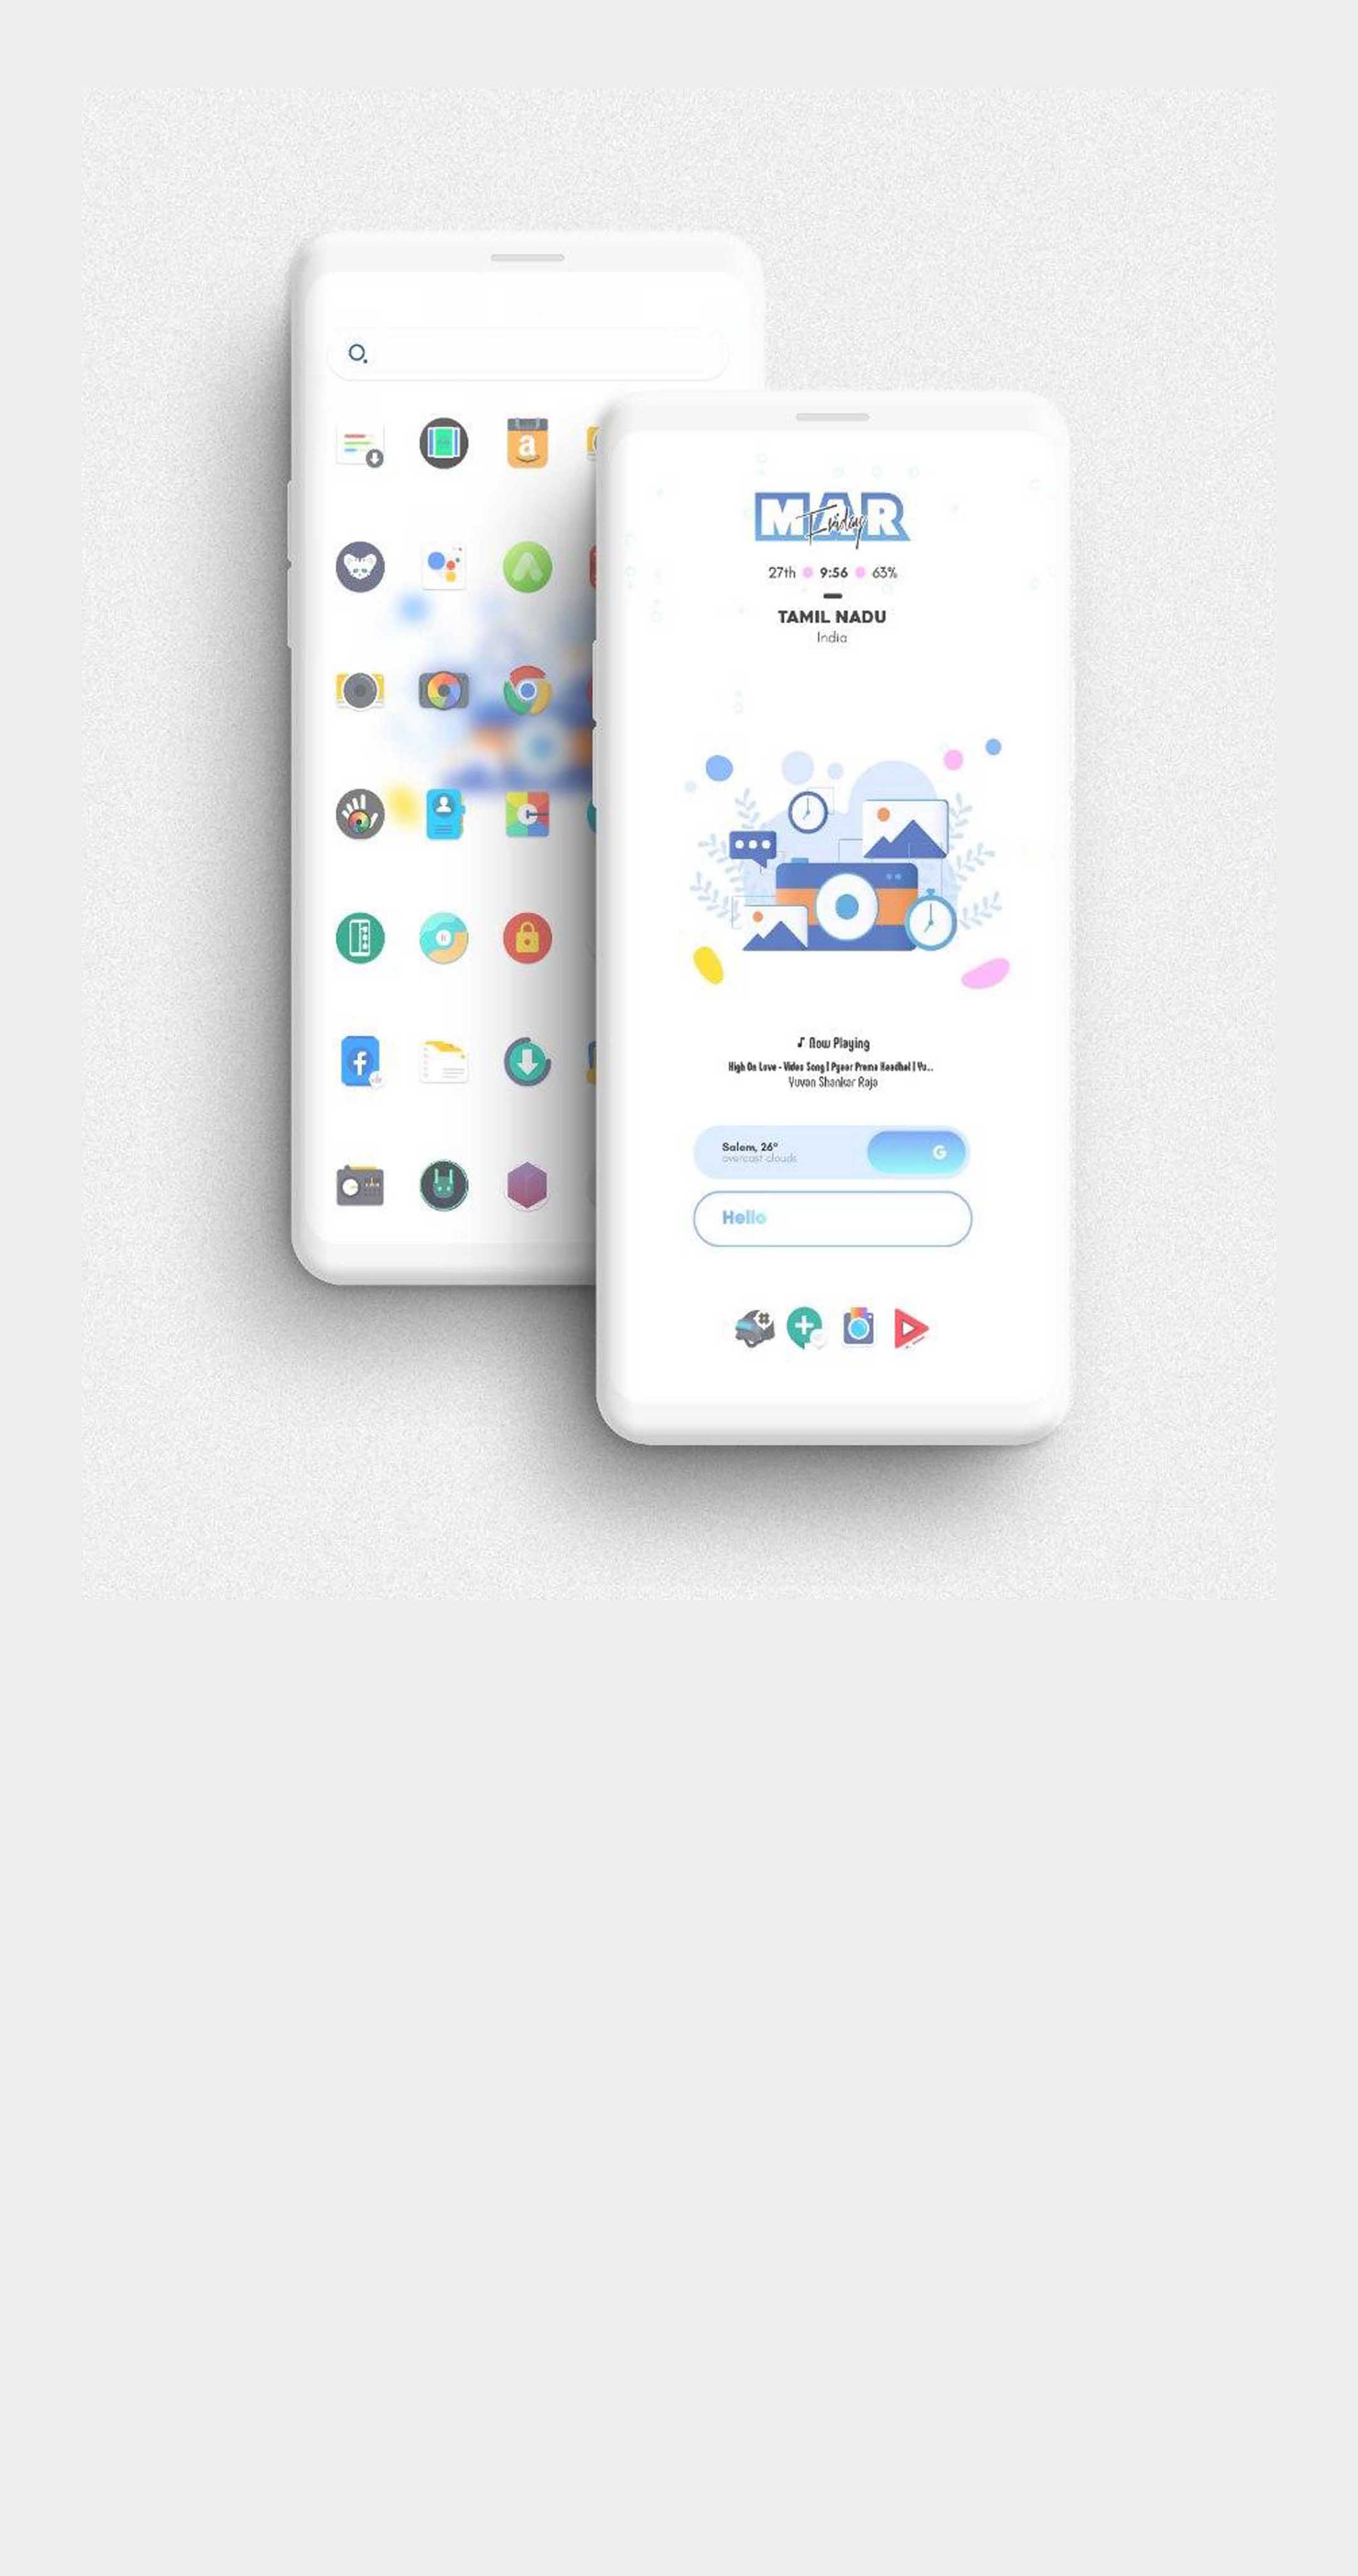 MAR
Friday
27th 9:56 63%
TAMIL NADU
India
♪ Now Playing
High On Love - Video Song | Pyaar Prema Kaadhal | Yu...
Yuvan Shankar Raja
Salem, 26°
overcast clouds
G
Hello
a